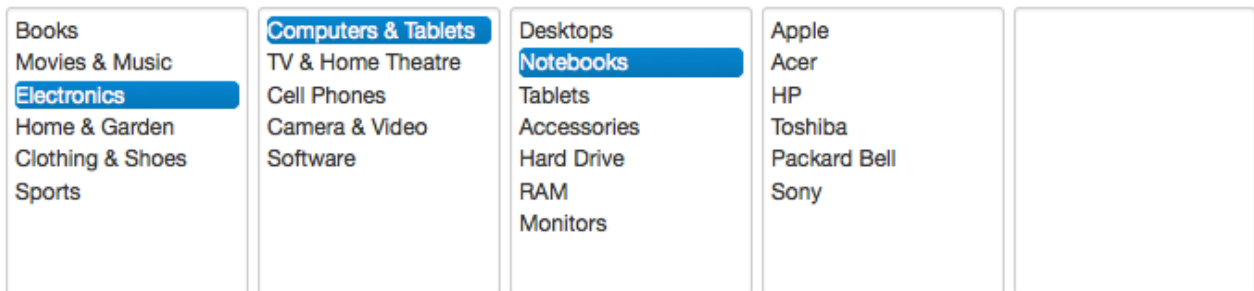 Books
Movies & Music
Electronics
Home & Garden
Clothing & Shoes
Sports
Computers & Tablets
TV & Home Theatre
Cell Phones
Camera & Video
Software
Desktops
Notebooks
Tablets
Accessories
Hard Drive
RAM
Monitors
Apple
Acer
HP
Toshiba
Packard Bell
Sony